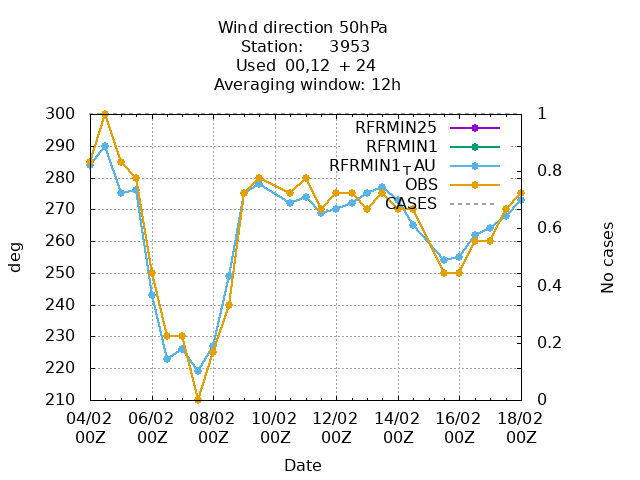 Wind direction 50hPa
Station: 3953
Used 00,12 + 24
Averaging window: 12h
300
290
280
270
260
250
240
230
220
210
deg
1
0.8
0.6
0.4
0.2
0
No cases
RFRMIN25
RFRMIN1
RFRMIN1TAU
OBS
CASES
04/02 06/02 08/02 10/02 12/02 14/02 16/02 18/02
00Z 00Z 00Z 00Z 00Z 00Z 00Z 00Z
Date